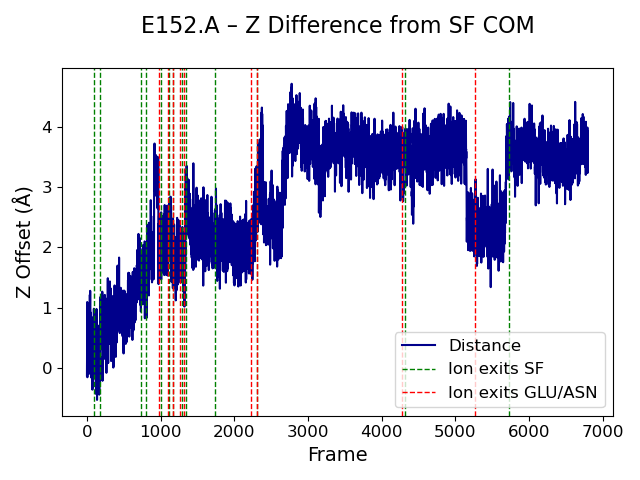 E152.A – Z Difference from SF COM
Z Offset (Å)
4
3
2
1
0
Distance
Ion exits SF
Ion exits GLU/ASN
0 1000 2000 3000 4000 5000 6000 7000
Frame